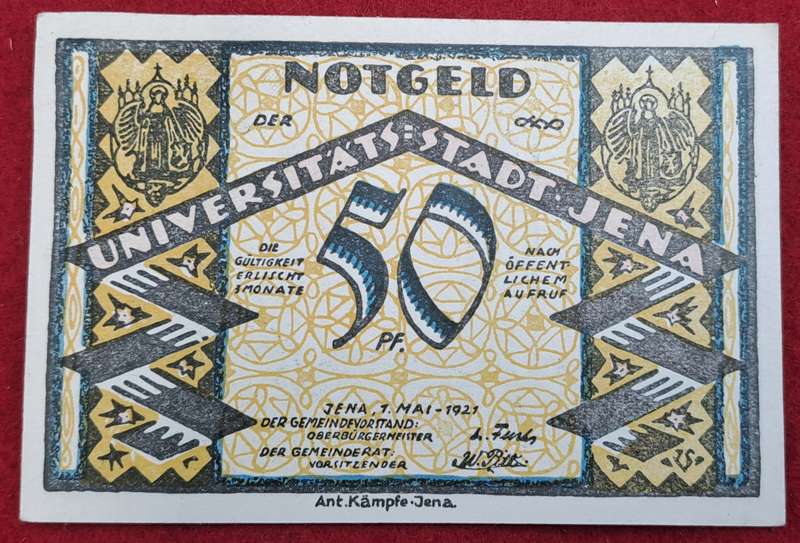 NOTGELD
DER
UNIVERSITÄTS=STADT·JENA
DIE
GÜLTIGKEIT
ERLISCHT
3 MONATE
50
PF.
NACH
ÖFFENT
LICHEM
AUFRUF
JENA, 1. MAI-1921
DER GEMEINDEVORSTAND:
OBERBÜRGERMEISTER
DER GEMEINDERAT:
VORSITZENDER
Ant.Kämpfe·Jena.